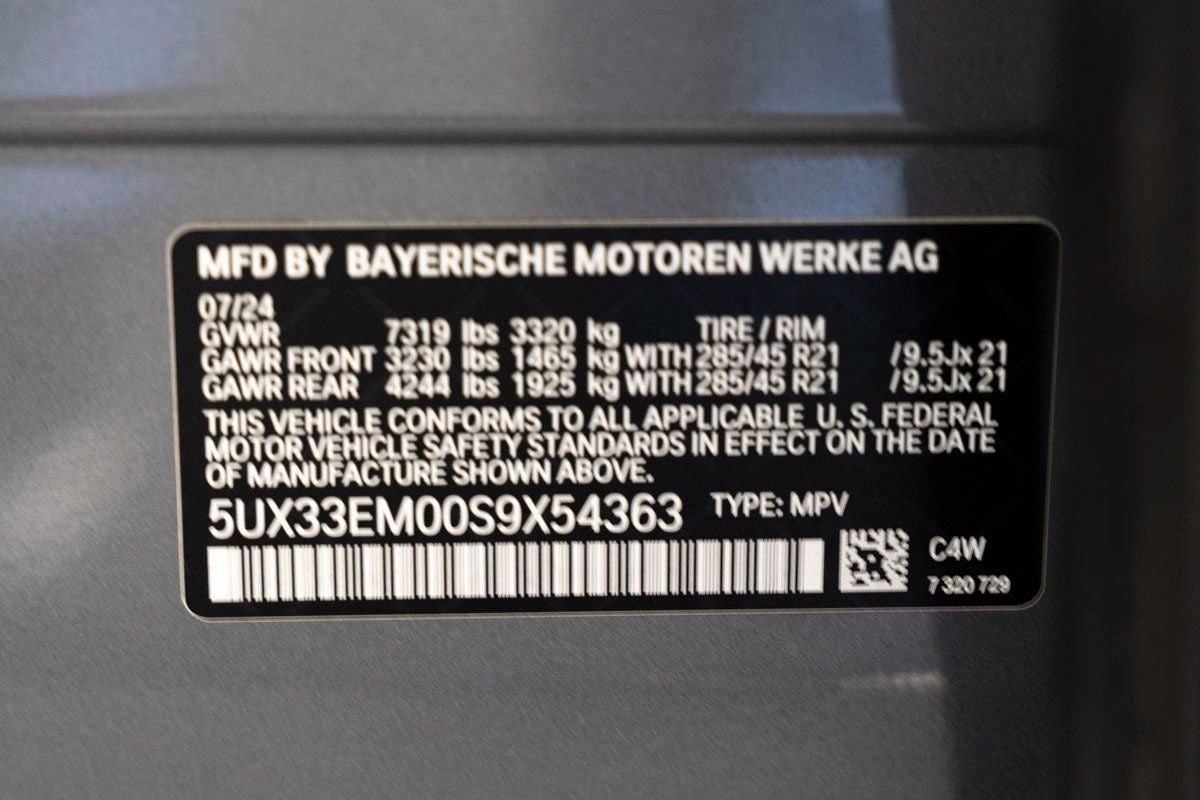 MFD BY BAYERISCHE MOTOREN WERKE AG
07/24
GVWR 7319 lbs 3320 kg TIRE / RIM
GAWR FRONT 3230 lbs 1465 kg WITH 285/45 R21 /9.5Jx 21
GAWR REAR 4244 lbs 1925 kg WITH 285/45 R21 /9.5Jx 21
THIS VEHICLE CONFORMS TO ALL APPLICABLE U. S. FEDERAL
MOTOR VEHICLE SAFETY STANDARDS IN EFFECT ON THE DATE
OF MANUFACTURE SHOWN ABOVE.
5UX33EM00S9X54363 TYPE: MPV
C4W
7 320 729